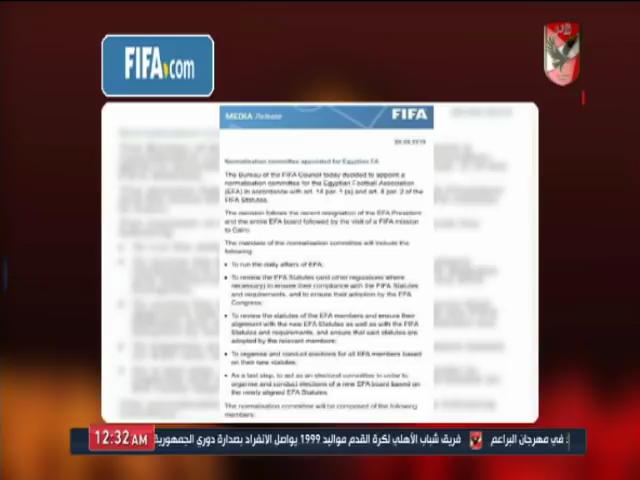 FIFA.com
MEDIA Release
FIFA
Normalisation committee appointed for Egyptian FA
The Bureau of the FIFA Council today decided to appoint a
normalisation committee for the Egyptian Football Association
(EFA) in accordance with art. 14 par. 1 (a) and art. 8 par. 2 of the
FIFA Statutes.
The decision follows the recent resignation of the EFA President
and the entire EFA board followed by the visit of a FIFA mission
to Cairo.
The mandate of the normalisation committee will include the
following:
• To run the daily affairs of EFA;
• To review the EFA Statutes (and other regulations where
necessary) to ensure their compliance with the FIFA Statutes
and requirements, and to ensure their adoption by the EFA
Congress;
• To review the statutes of the EFA members and ensure their
alignment with the new EFA Statutes as well as with the FIFA
Statutes and requirements, and ensure that said statutes are
adopted by the relevant members;
• To organise and conduct elections for all EFA members based
on their new statutes;
• As a last step, to act as an electoral committee in order to
organise and conduct elections of a new EFA board based on
the newly aligned EFA Statutes.
The normalisation committee will be composed of the following
members:
12:32 AM
في مهرجان البراعم
فريق شباب الأهلي لكرة القدم مواليد 1999 يواصل الانفراد بصدارة دوري الجمهورية